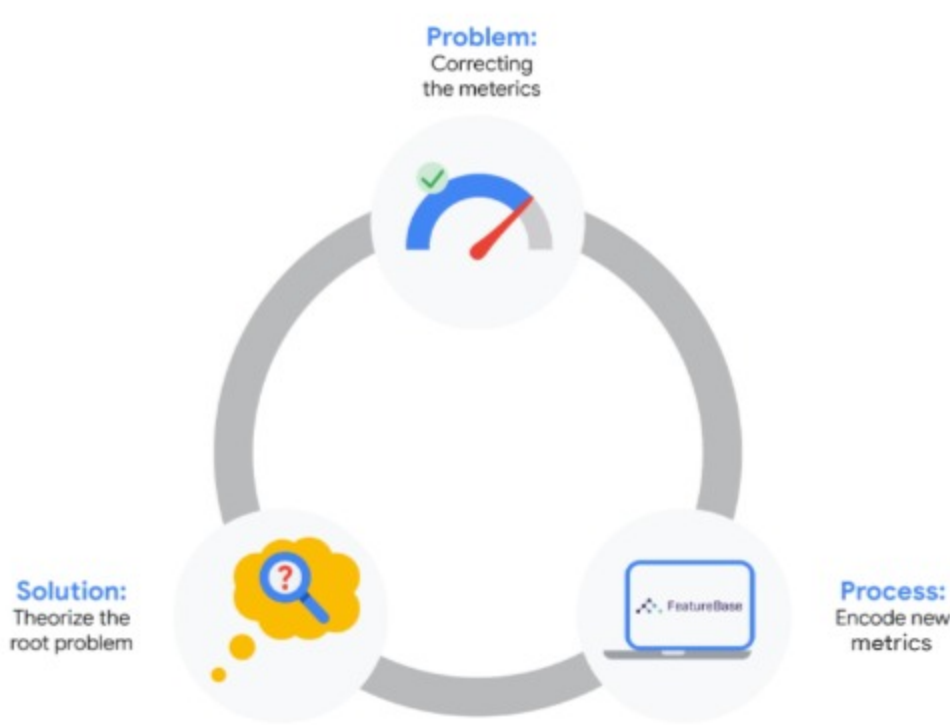 Problem:
Correcting
the meterics
?
FeatureBase
Solution:
Theorize the
root problem
Process:
Encode new
metrics